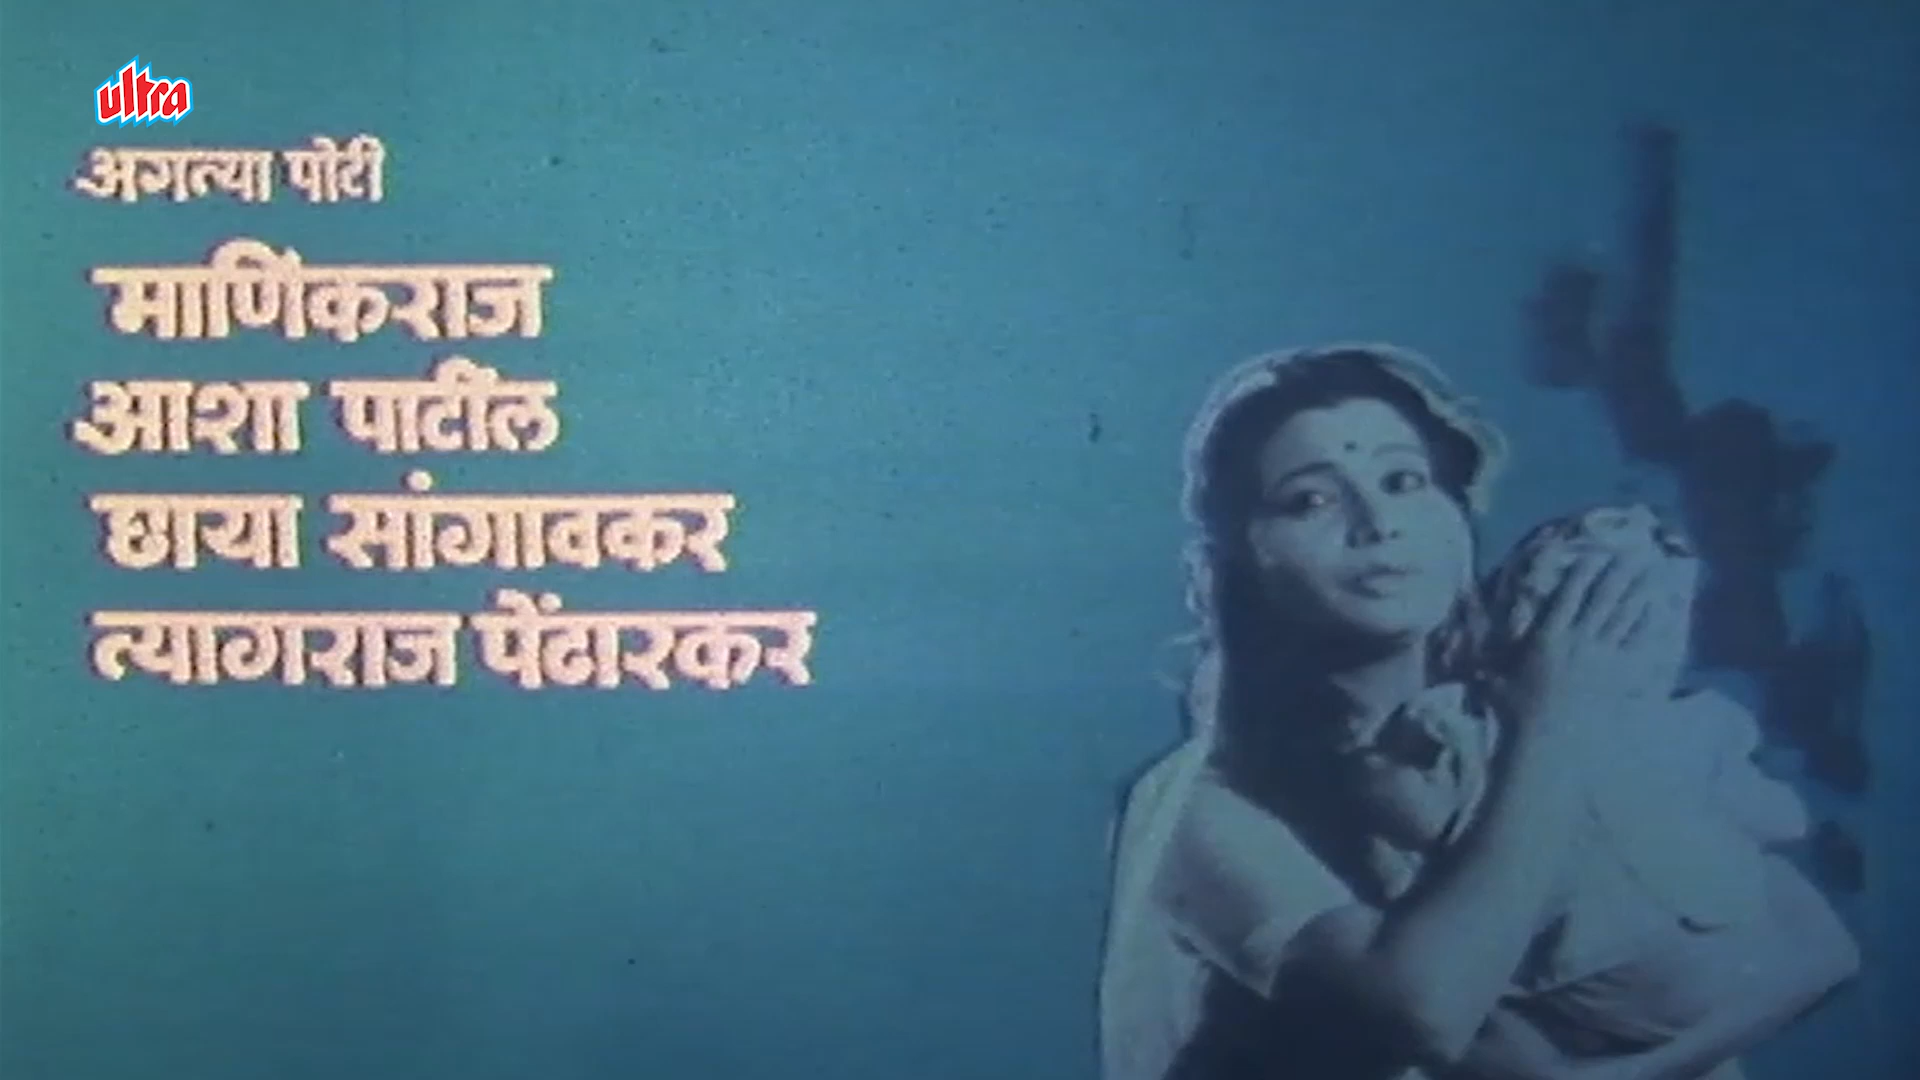 ultra
अगत्या पोटी
माणिकराज
आशा पाटील
छाया सांगावकर
त्यागराज पेंढारकर